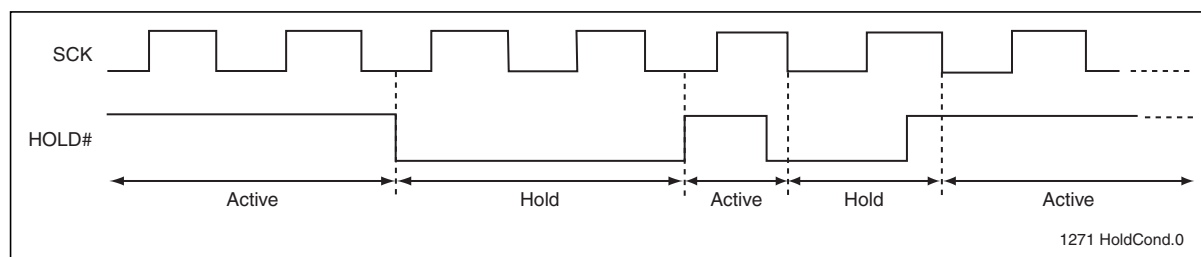 SCK
HOLD#
Active Hold Active Hold Active
1271 HoldCond.0